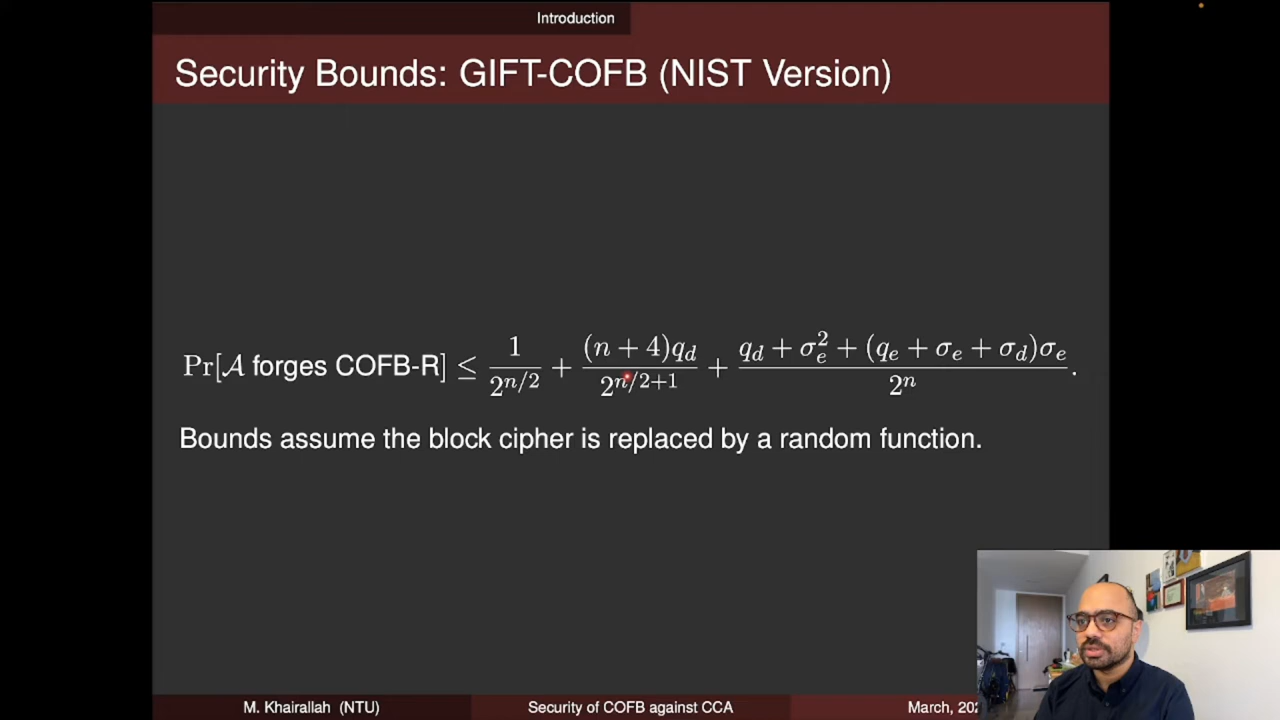 Introduction
Security Bounds: GIFT-COFB (NIST Version)
Pr[𝒜 forges COFB-R] ≤ 1/2^{n/2} + (n + 4)q_d/2^{n/2+1} + (q_d + σ_e^2 + (q_e + σ_e + σ_d)σ_e)/2^n.
Bounds assume the block cipher is replaced by a random function.
M. Khairallah (NTU) Security of COFB against CCA March,